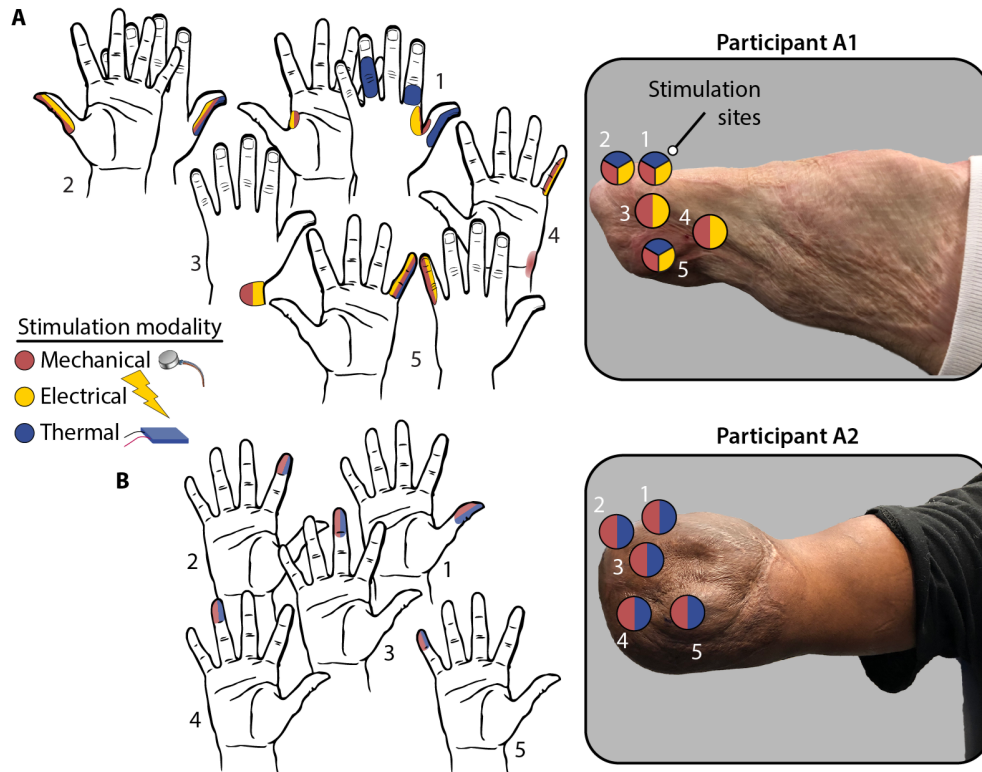 A
Participant A1
1
2
3
4
5
Stimulation
sites
2 1
3
4
5
Stimulation modality
Mechanical
Electrical
Thermal
B
Participant A2
2
1
3
4
5
1
2
3
4
5